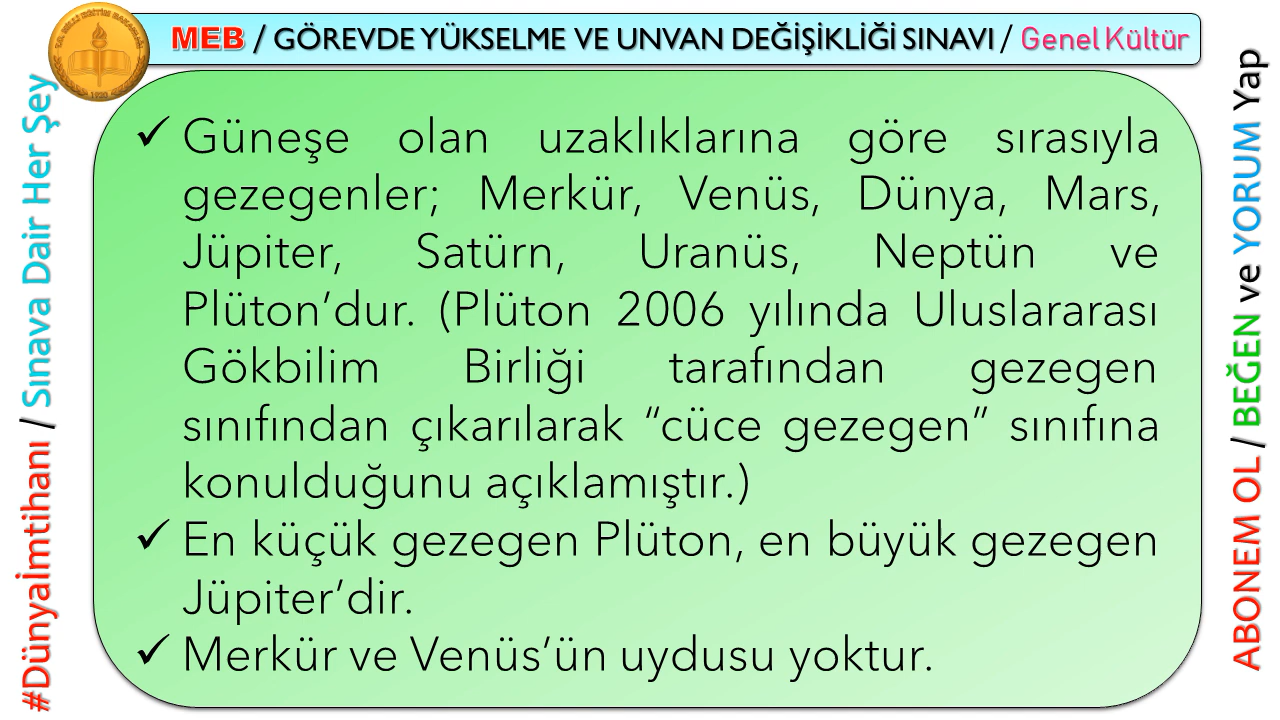 MEB / GÖREVDE YÜKSELME VE UNVAN DEĞİŞİKLİĞİ SINAVI / Genel Kültür
#Dünyaİmtihanı / Sınava Dair Her Şey
✓ Güneşe olan uzaklıklarına göre sırasıyla
gezegenler; Merkür, Venüs, Dünya, Mars,
Jüpiter, Satürn, Uranüs, Neptün ve
Plüton’dur. (Plüton 2006 yılında Uluslararası
Gökbilim Birliği tarafından gezegen
sınıfından çıkarılarak “cüce gezegen” sınıfına
konulduğunu açıklamıştır.)
✓ En küçük gezegen Plüton, en büyük gezegen
Jüpiter’dir.
✓ Merkür ve Venüs’ün uydusu yoktur.
ABONEM OL / BEĞEN ve YORUM Yap